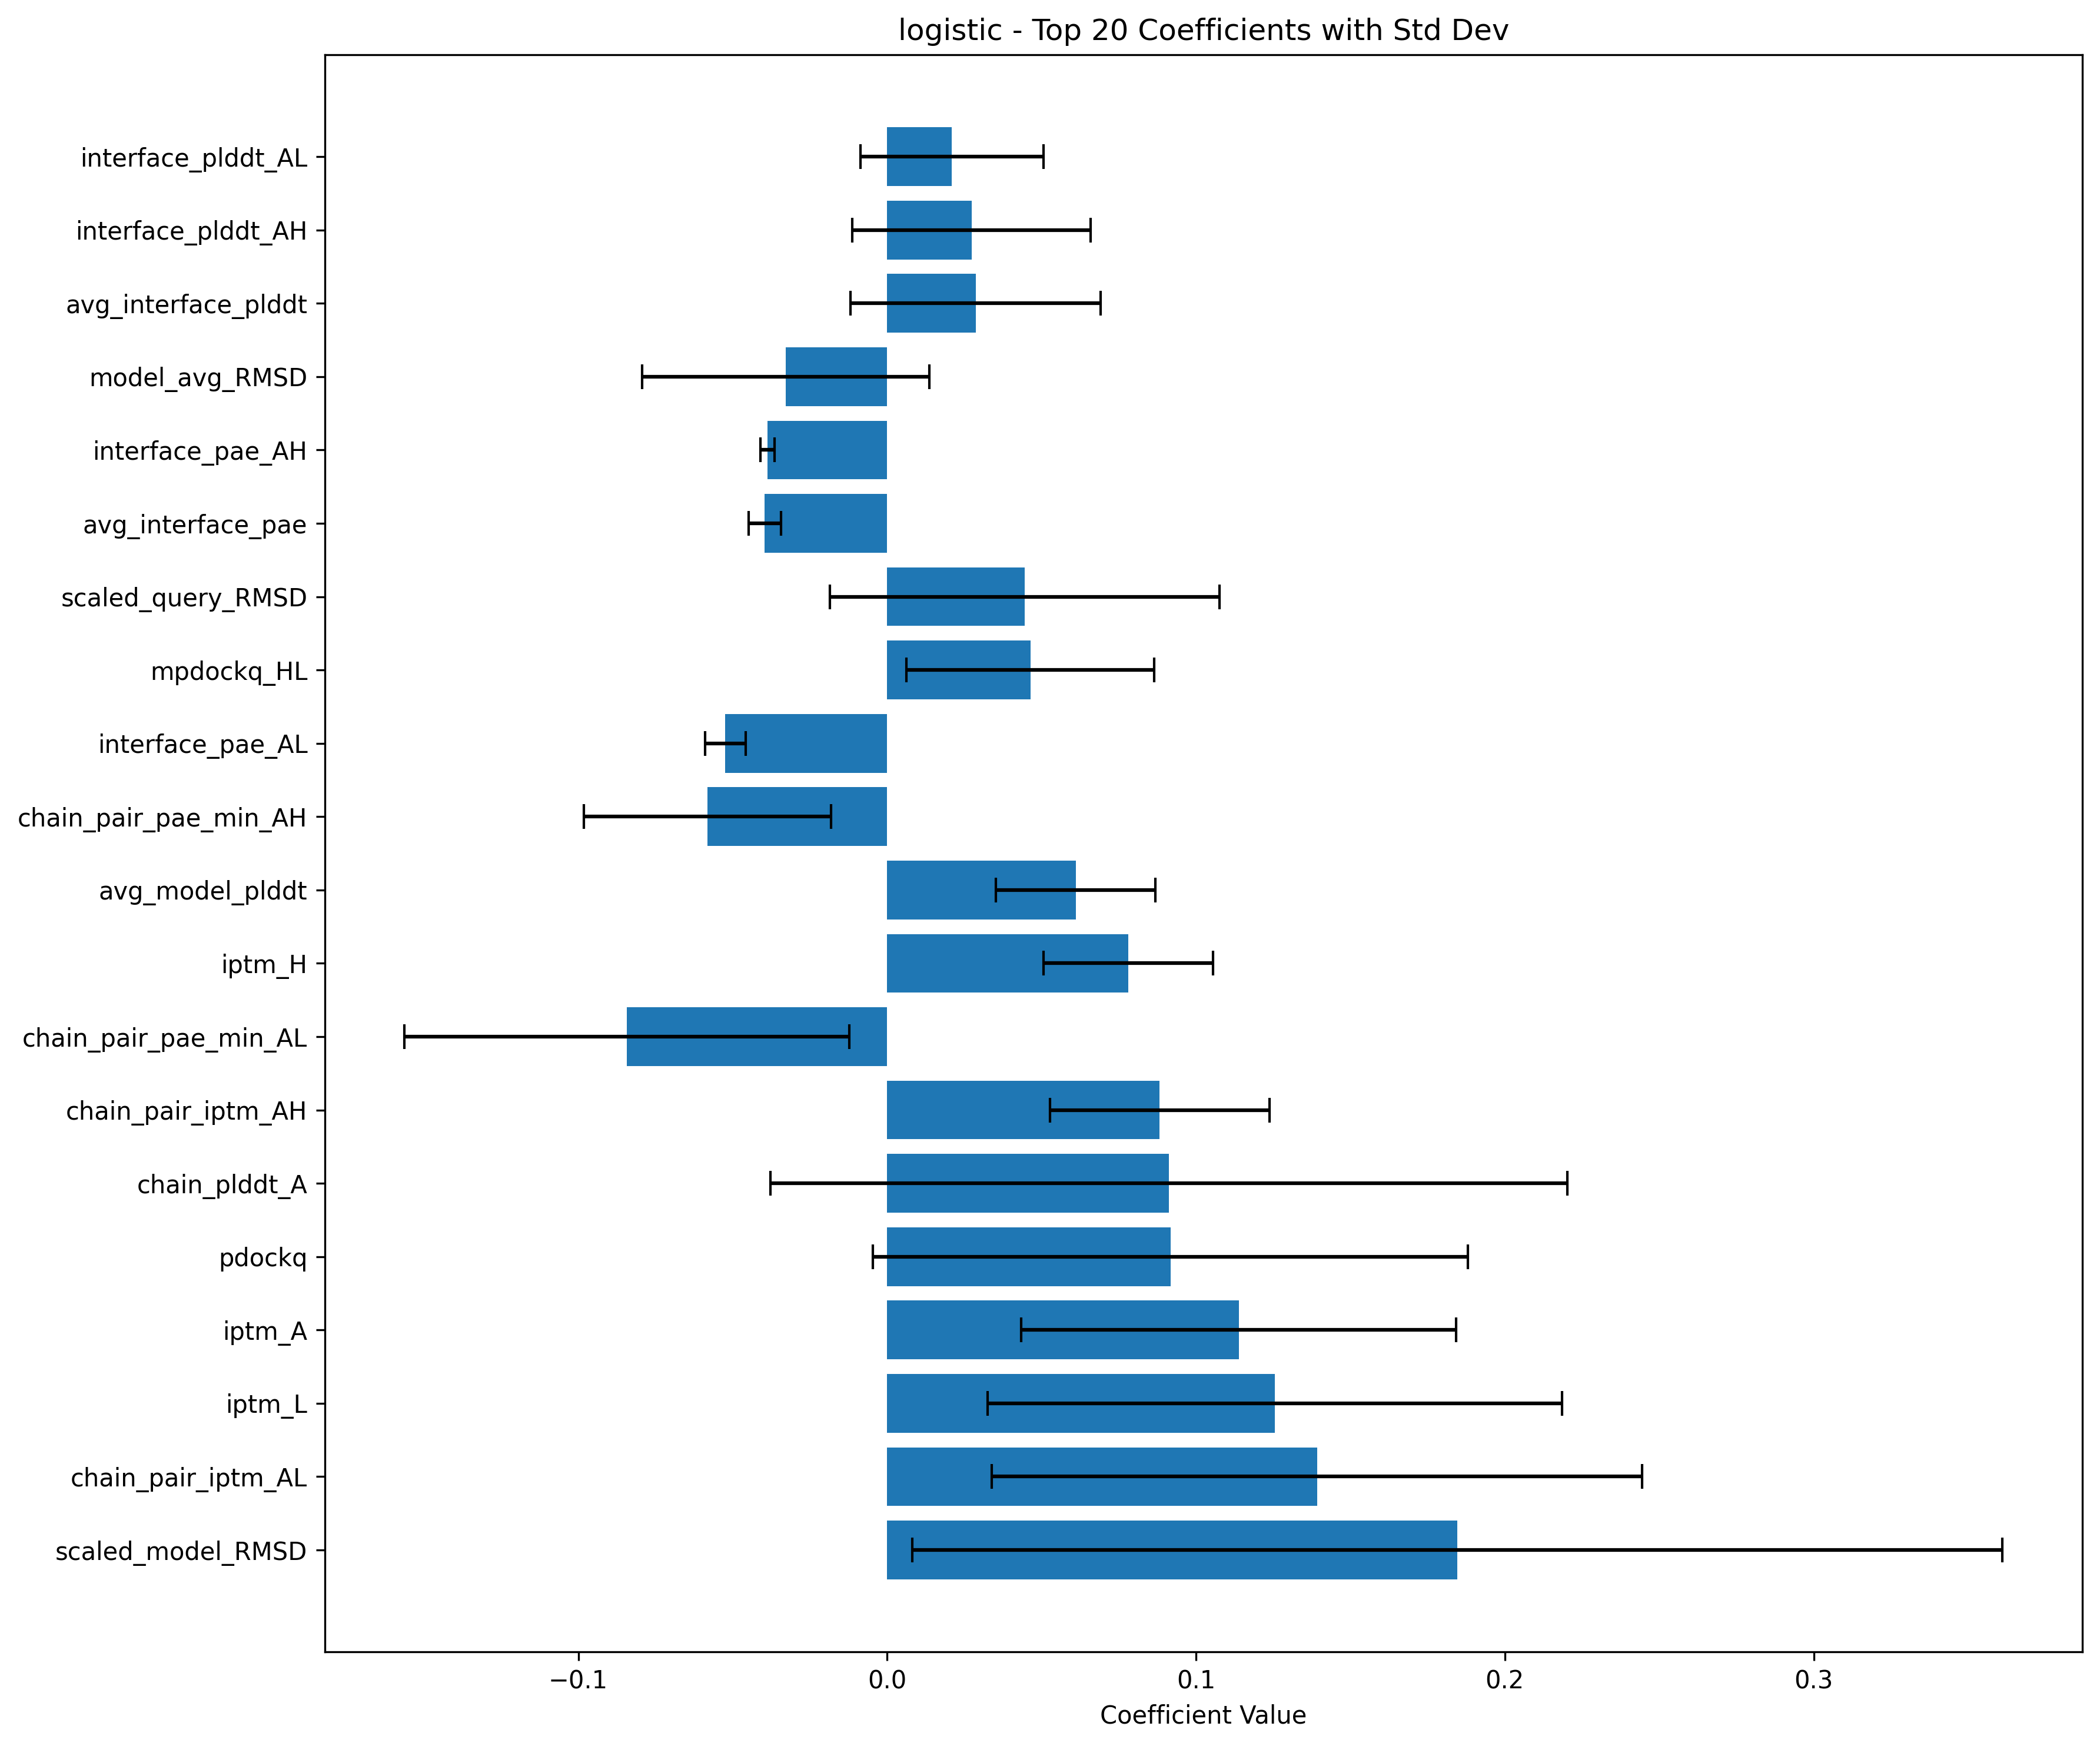 logistic - Top 20 Coefficients with Std Dev
interface_plddt_AL
interface_plddt_AH
avg_interface_plddt
model_avg_RMSD
interface_pae_AH
avg_interface_pae
scaled_query_RMSD
mpdockq_HL
interface_pae_AL
chain_pair_pae_min_AH
avg_model_plddt
iptm_H
chain_pair_pae_min_AL
chain_pair_iptm_AH
chain_plddt_A
pdockq
iptm_A
iptm_L
chain_pair_iptm_AL
scaled_model_RMSD
−0.1 0.0 0.1 0.2 0.3
Coefficient Value